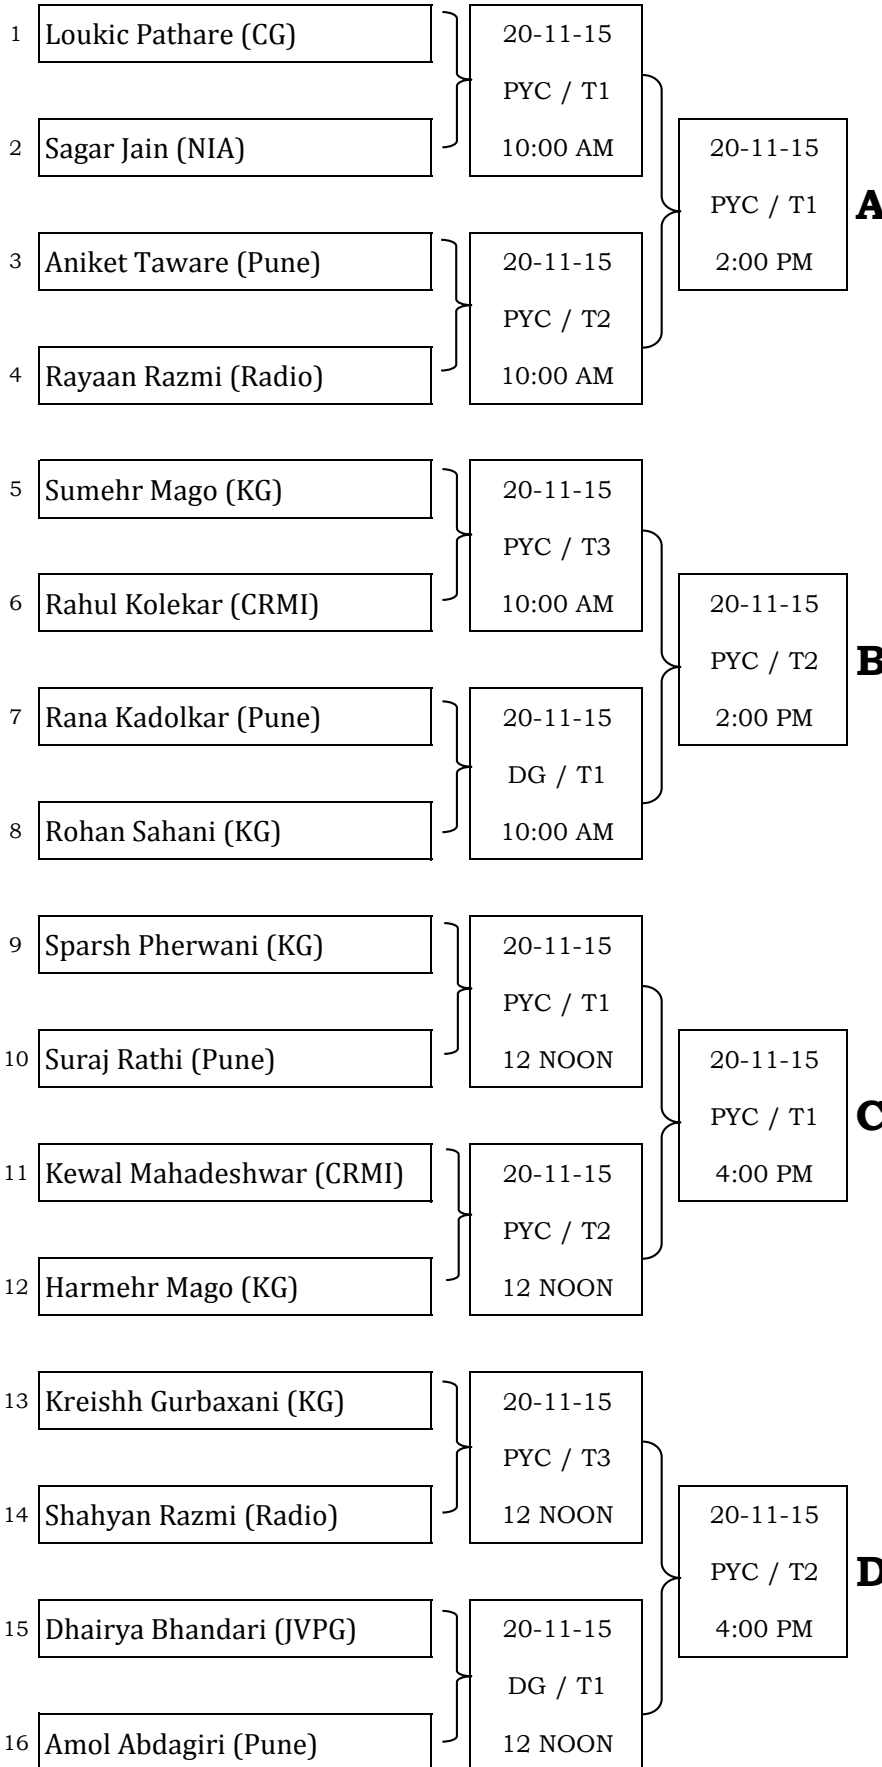 1 Loukic Pathare (CG)
20-11-15
PYC / T1
2 Sagar Jain (NIA)
10:00 AM
20-11-15
PYC / T1
A
3 Aniket Taware (Pune)
20-11-15
2:00 PM
PYC / T2
4 Rayaan Razmi (Radio)
10:00 AM
5 Sumehr Mago (KG)
20-11-15
PYC / T3
6 Rahul Kolekar (CRMI)
10:00 AM
20-11-15
PYC / T2
B
7 Rana Kadolkar (Pune)
20-11-15
2:00 PM
DG / T1
8 Rohan Sahani (KG)
10:00 AM
9 Sparsh Pherwani (KG)
20-11-15
PYC / T1
10 Suraj Rathi (Pune)
12 NOON
20-11-15
PYC / T1
C
11 Kewal Mahadeshwar (CRMI)
20-11-15
4:00 PM
PYC / T2
12 Harmehr Mago (KG)
12 NOON
13 Kreishh Gurbaxani (KG)
20-11-15
PYC / T3
14 Shahyan Razmi (Radio)
12 NOON
20-11-15
PYC / T2
D
15 Dhairya Bhandari (JVPG)
20-11-15
4:00 PM
DG / T1
16 Amol Abdagiri (Pune)
12 NOON